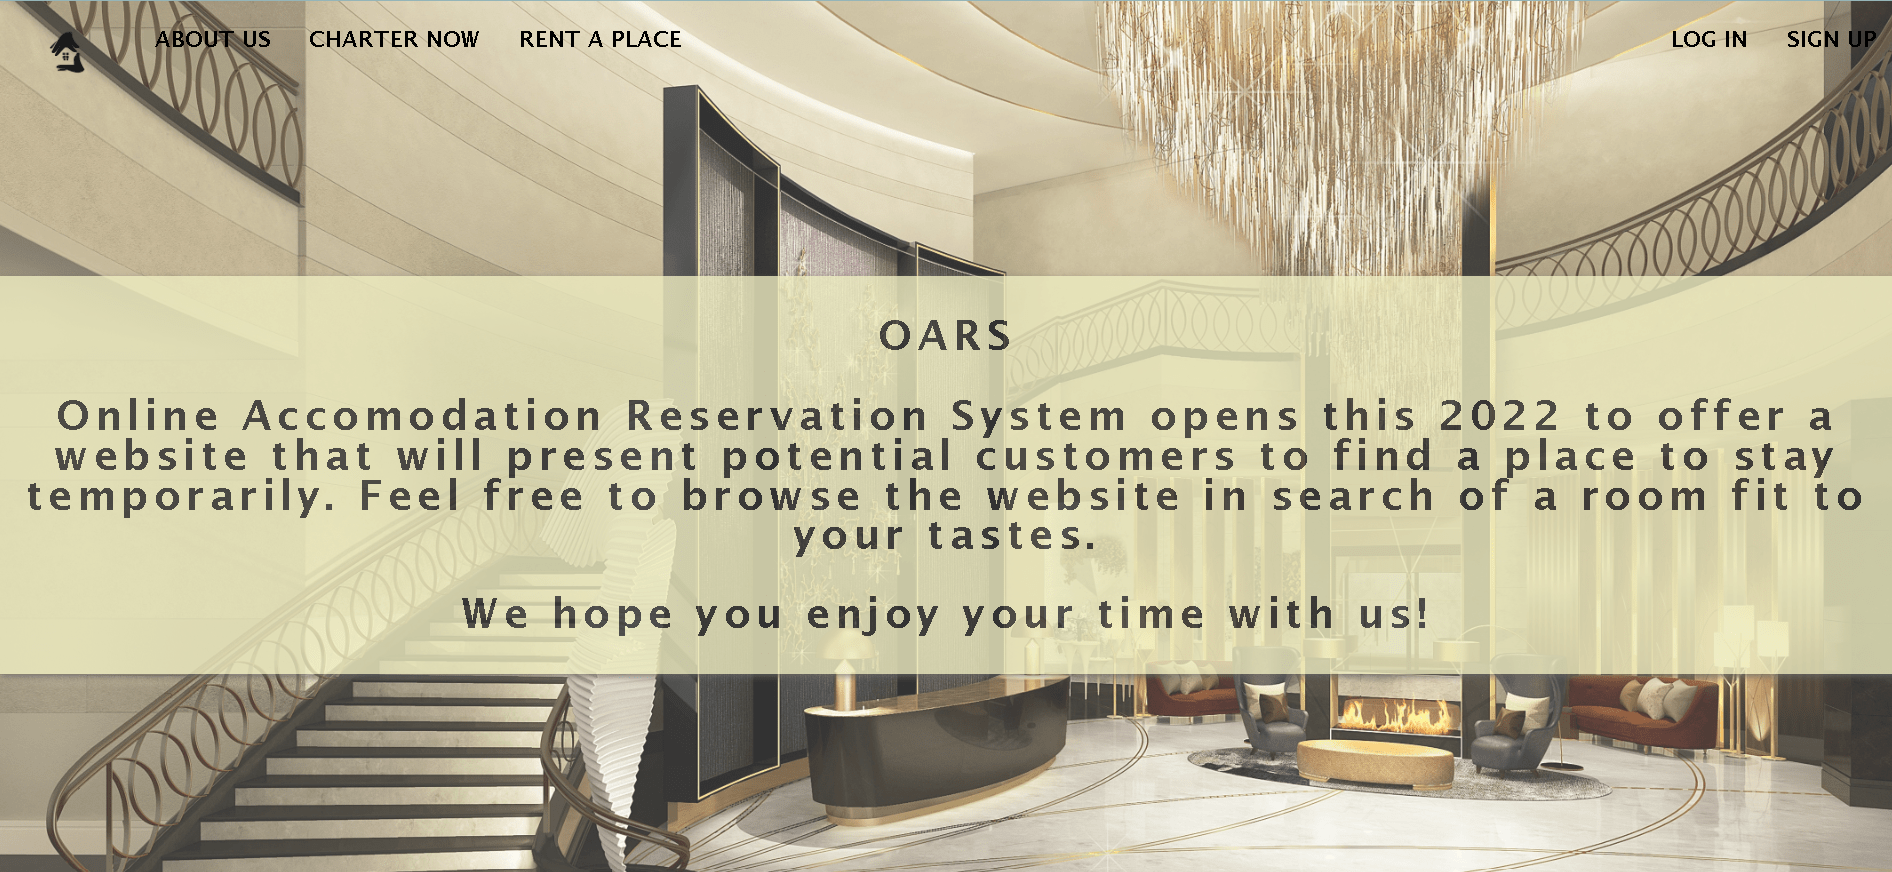 ABOUT US CHARTER NOW RENT A PLACE LOG IN SIGN UP
OARS
Online Accomodation Reservation System opens this 2022 to offer a
website that will present potential customers to find a place to stay
temporarily. Feel free to browse the website in search of a room fit to
your tastes.
We hope you enjoy your time with us!